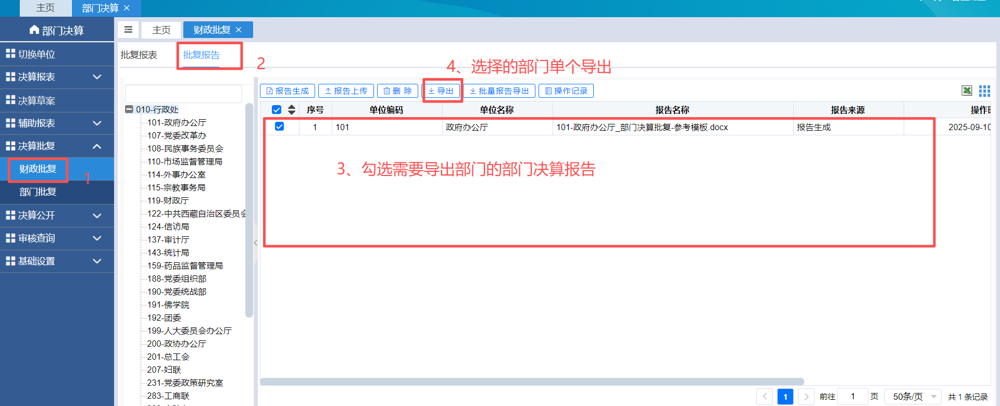 主页
部门决算 ×
部门决算
切换单位
决算报表
决算草案
辅助报表
决算批复
财政批复
1
部门批复
决算公开
审核查询
基础设置
主页
财政批复 ×
批复报表
批复报告
2
4、选择的部门单个导出
报告生成
报告上传
删 除
导出
批量报告导出
操作记录
010-行政处
101-政府办公厅
107-党委改革办
108-民族事务委员会
110-市场监督管理局
114-外事办公室
115-宗教事务局
119-财政厅
122-中共西藏自治区委员会
124-信访局
137-审计厅
143-统计局
159-药品监督管理局
188-党委组织部
190-党委统战部
191-佛学院
192-团委
199-人大委员会办公厅
200-政协办公厅
201-总工会
207-妇联
231-党委政策研究室
283-工商联
序号 单位编码 单位名称 报告名称 报告来源 操作
1 101 政府办公厅 101-政府办公厅_部门决算批复-参考模板.docx 报告生成 2025-09-10
3、勾选需要导出部门的部门决算报告
1 前往 1 页 50条/页 共 1 条记录